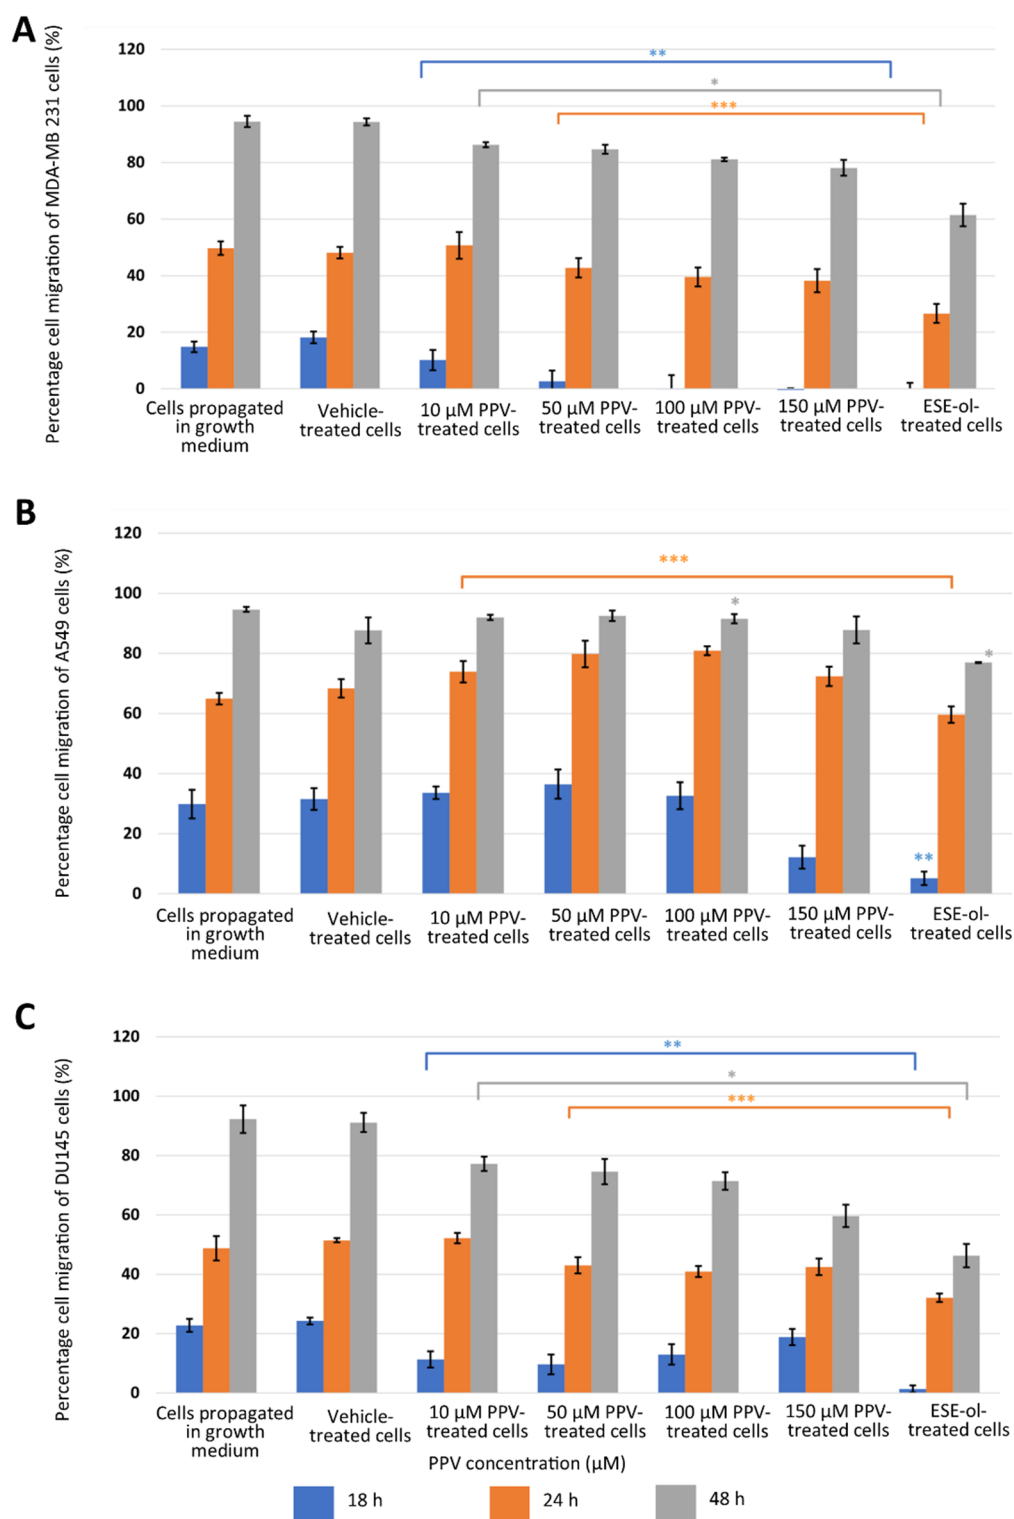 A
Percentage cell migration of MDA-MB 231 cells (%)
120
100
80
60
40
20
0
**
*
***
Cells propagated
in growth
medium
Vehicle-
treated cells
10 µM PPV-
treated cells
50 µM PPV-
treated cells
100 µM PPV-
treated cells
150 µM PPV-
treated cells
ESE-ol-
treated cells
B
Percentage cell migration of A549 cells (%)
120
100
80
60
40
20
0
***
*
*
**
Cells propagated
in growth
medium
Vehicle-
treated cells
10 µM PPV-
treated cells
50 µM PPV-
treated cells
100 µM PPV-
treated cells
150 µM PPV-
treated cells
ESE-ol-
treated cells
C
Percentage cell migration of DU145 cells (%)
120
100
80
60
40
20
0
**
*
***
Cells propagated
in growth
medium
Vehicle-
treated cells
10 µM PPV-
treated cells
50 µM PPV-
treated cells
100 µM PPV-
treated cells
150 µM PPV-
treated cells
ESE-ol-
treated cells
PPV concentration (µM)
18 h
24 h
48 h